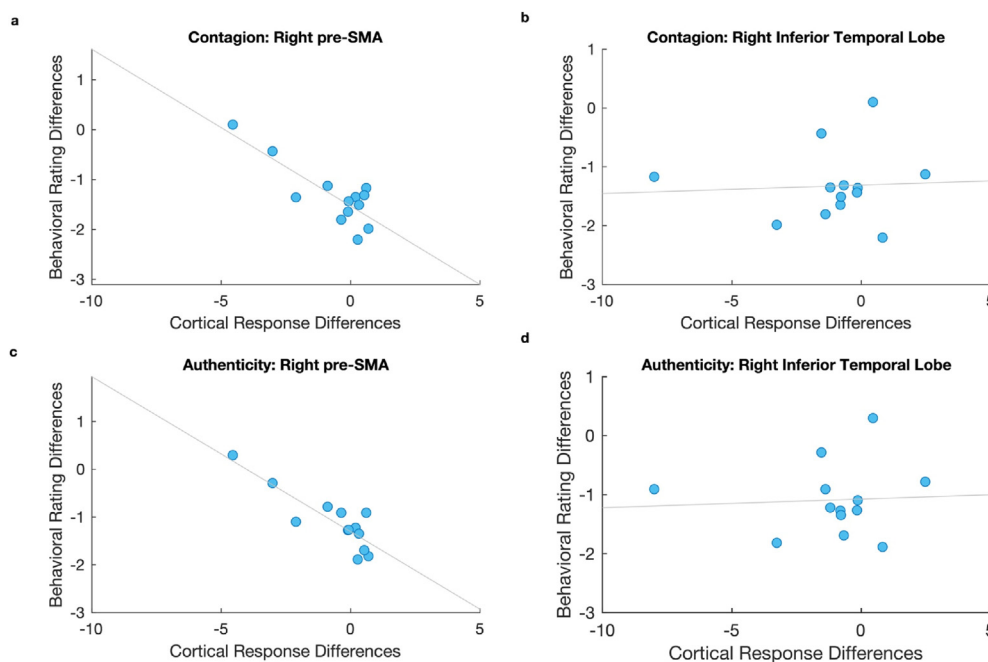 a
Contagion: Right pre-SMA
Behavioral Rating Differences
1
0
-1
-2
-3
-10
-5
0
5
Cortical Response Differences
b
Contagion: Right Inferior Temporal Lobe
Behavioral Rating Differences
1
0
-1
-2
-3
-10
-5
0
5
Cortical Response Differences
c
Authenticity: Right pre-SMA
Behavioral Rating Differences
1
0
-1
-2
-3
-10
-5
0
5
Cortical Response Differences
d
Authenticity: Right Inferior Temporal Lobe
Behavioral Rating Differences
1
0
-1
-2
-3
-10
-5
0
5
Cortical Response Differences